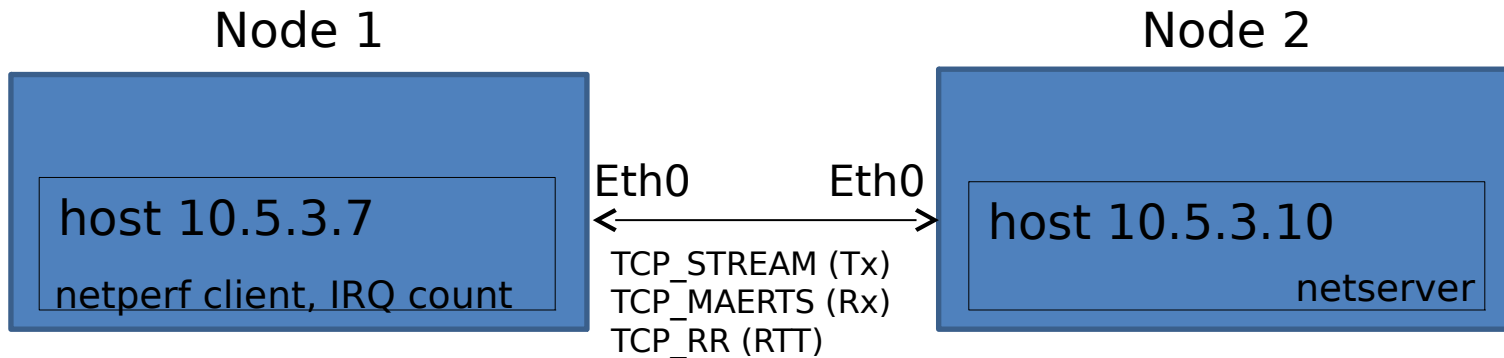 Node 1
Node 2
Eth0
Eth0
host 10.5.3.7
host 10.5.3.10
netperf client, IRQ count
netserver
TCP_STREAM (Tx)
TCP_MAERTS (Rx)
TCP_RR (RTT)